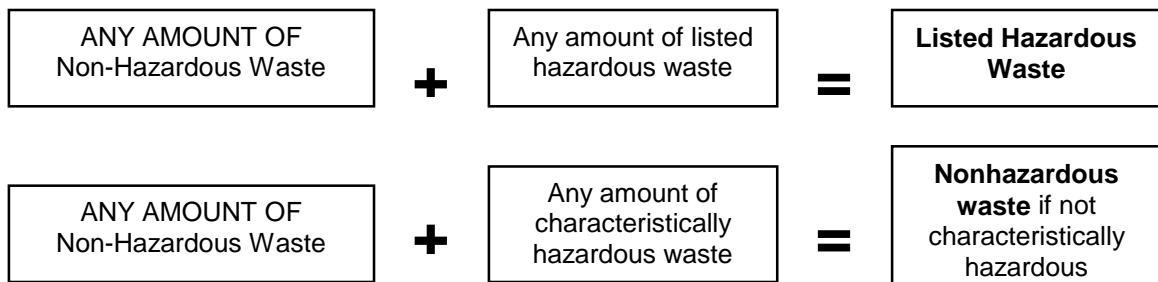 ANY AMOUNT OF
Non-Hazardous Waste
+
Any amount of listed
hazardous waste
=
Listed Hazardous
Waste
ANY AMOUNT OF
Non-Hazardous Waste
+
Any amount of
characteristically
hazardous waste
=
Nonhazardous
waste if not
characteristically
hazardous